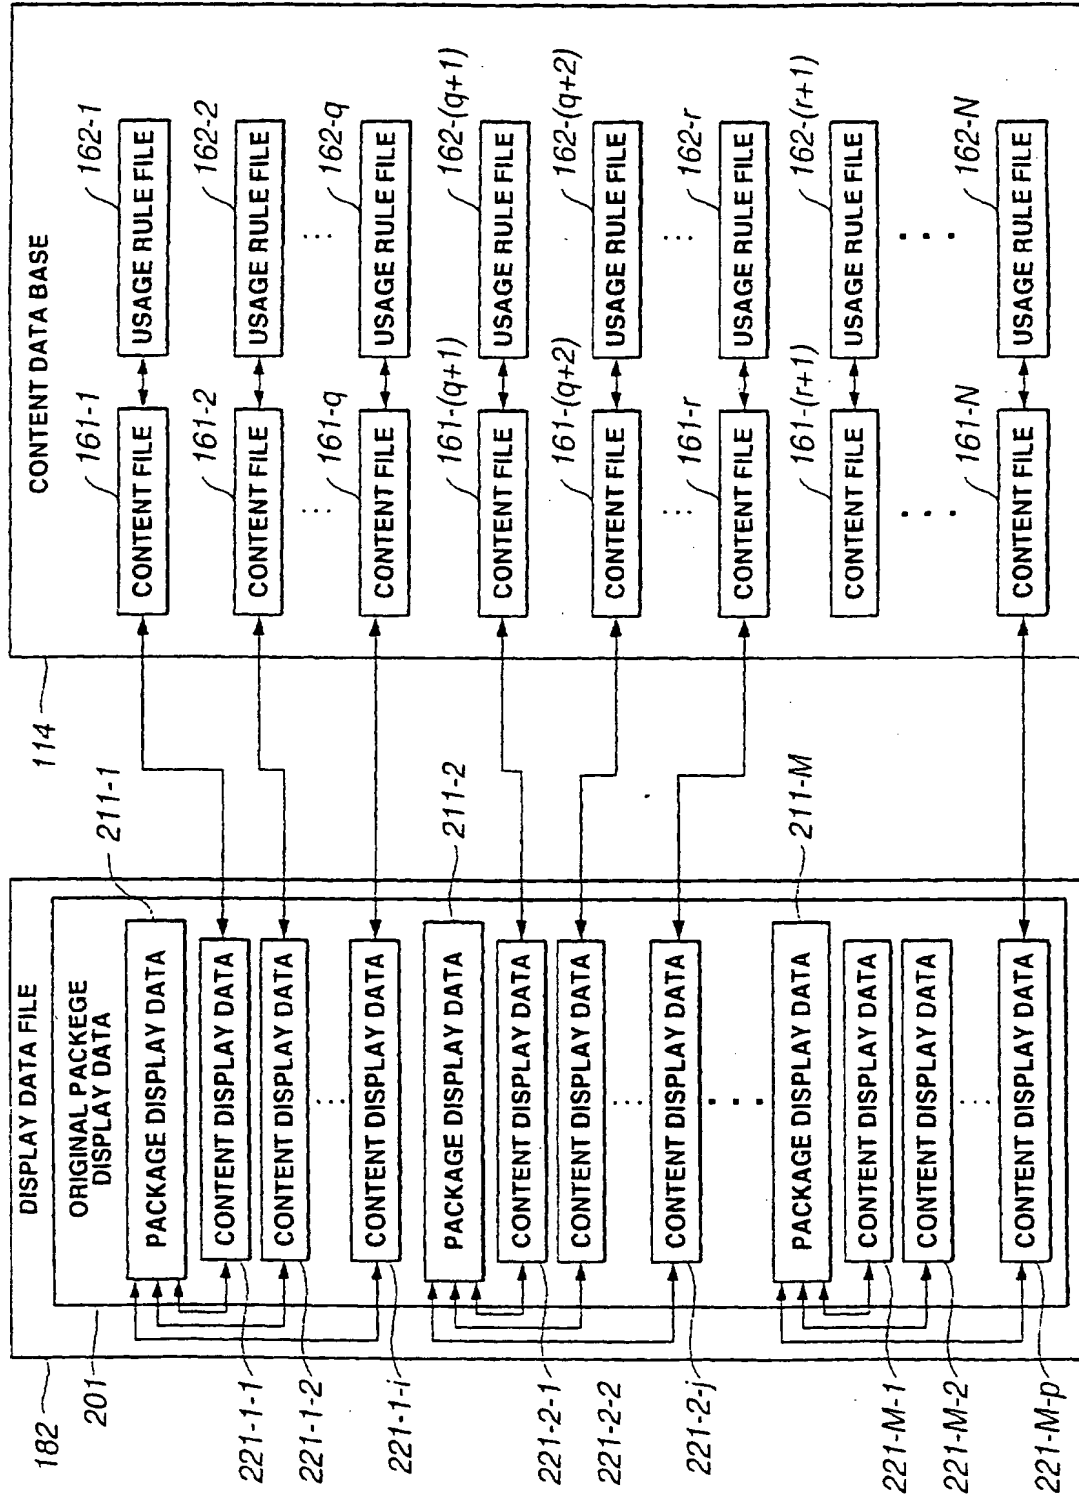 DISPLAY DATA FILE
ORIGINAL PACKEGE
DISPLAY DATA
182
201
PACKAGE DISPLAY DATA
211-1
CONTENT DISPLAY DATA
221-1-1
CONTENT DISPLAY DATA
221-1-2
CONTENT DISPLAY DATA
221-1-i
PACKAGE DISPLAY DATA
211-2
CONTENT DISPLAY DATA
221-2-1
CONTENT DISPLAY DATA
221-2-2
CONTENT DISPLAY DATA
221-2-j
PACKAGE DISPLAY DATA
211-M
CONTENT DISPLAY DATA
221-M-1
CONTENT DISPLAY DATA
221-M-2
CONTENT DISPLAY DATA
221-M-p
114
CONTENT DATA BASE
161-1
CONTENT FILE
162-1
USAGE RULE FILE
161-2
CONTENT FILE
162-2
USAGE RULE FILE
161-q
CONTENT FILE
162-q
USAGE RULE FILE
161-(q+1)
CONTENT FILE
162-(q+1)
USAGE RULE FILE
161-(q+2)
CONTENT FILE
162-(q+2)
USAGE RULE FILE
161-r
CONTENT FILE
162-r
USAGE RULE FILE
161-(r+1)
CONTENT FILE
162-(r+1)
USAGE RULE FILE
161-N
CONTENT FILE
162-N
USAGE RULE FILE